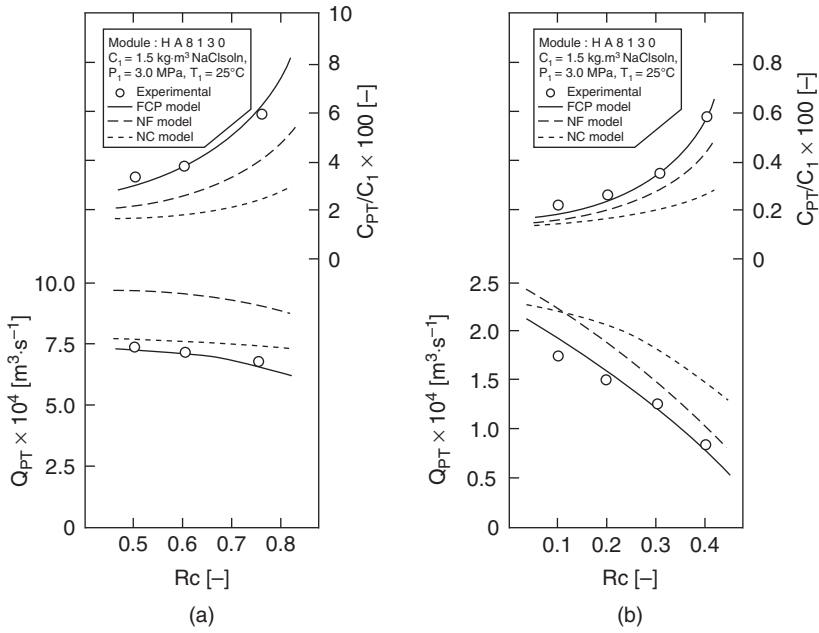 Module : H A 8 1 3 0
C1 = 1.5 kg·m3 NaClsoln,
P1 = 3.0 MPa, T1 = 25°C
Experimental
FCP model
NF model
NC model
10
8
6
4
2
0
CPT/C1 × 100 [–]
10.0
7.5
5.0
2.5
0
QPT × 10⁴ [m³·s⁻¹]
0.5 0.6 0.7 0.8
Rc [–]
(a)
Module : H A 8 1 3 0
C1 = 1.5 kg.m3 NaClsoln,
P1 = 3.0 MPa, T1 = 25°C
Experimental
FCP model
NF model
NC model
0.8
0.6
0.4
0.2
0
CPT/C1 × 100 [–]
2.5
2.0
1.5
1.0
0.5
0
QPT × 10⁴ [m³·s⁻¹]
0.1 0.2 0.3 0.4
Rc [–]
(b)